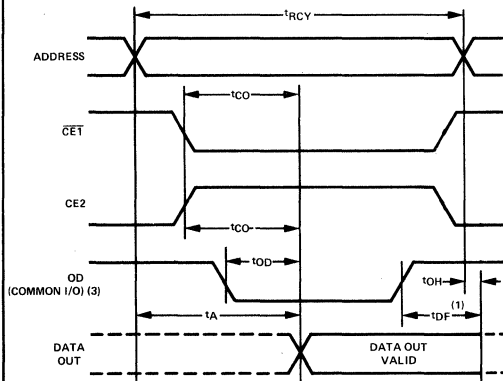 tRCY
ADDRESS
tCO
CE1
CE2
tCO
tOD
OD
(COMMON I/O) (3)
tOH
(1)
tA
tDF
DATA
OUT
DATA OUT
VALID